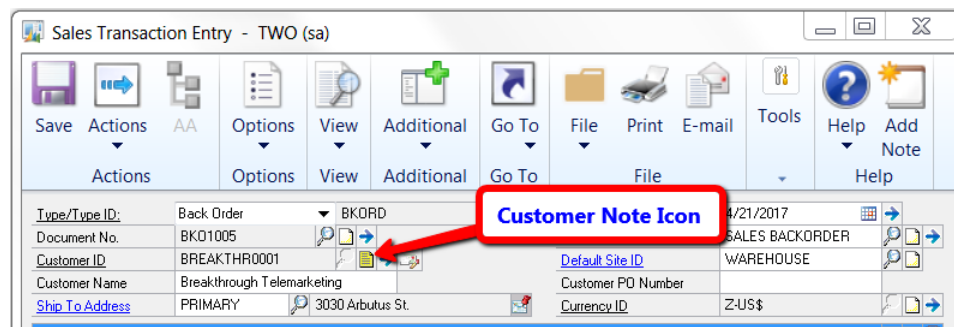 Sales Transaction Entry - TWO (sa)
Save Actions AA Options View Additional Go To File Print E-mail Tools Help Add Note
Actions Options View Additional Go To File Help
Customer Note Icon
Type/Type ID: Back Order BKORD 4/21/2017
Document No. BKO1005 SALES BACKORDER
Customer ID BREAKTHR0001 Default Site ID WAREHOUSE
Customer Name Breakthrough Telemarketing Customer PO Number
Ship To Address PRIMARY 3030 Arbutus St. Currency ID Z-US$